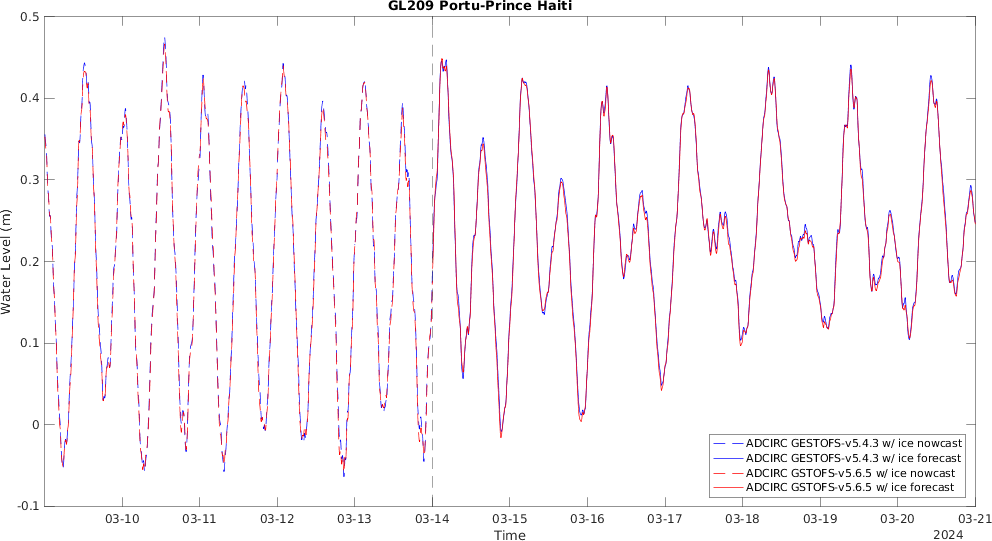 GL209 Portu-Prince Haiti
0.5
0.4
0.3
0.2
0.1
0
-0.1
Water Level (m)
ADCIRC GESTOFS-v5.4.3 w/ ice nowcast
ADCIRC GESTOFS-v5.4.3 w/ ice forecast
ADCIRC GSTOFS-v5.6.5 w/ ice nowcast
ADCIRC GSTOFS-v5.6.5 w/ ice forecast
03-10 03-11 03-12 03-13 03-14 03-15 03-16 03-17 03-18 03-19 03-20 03-21
Time
2024